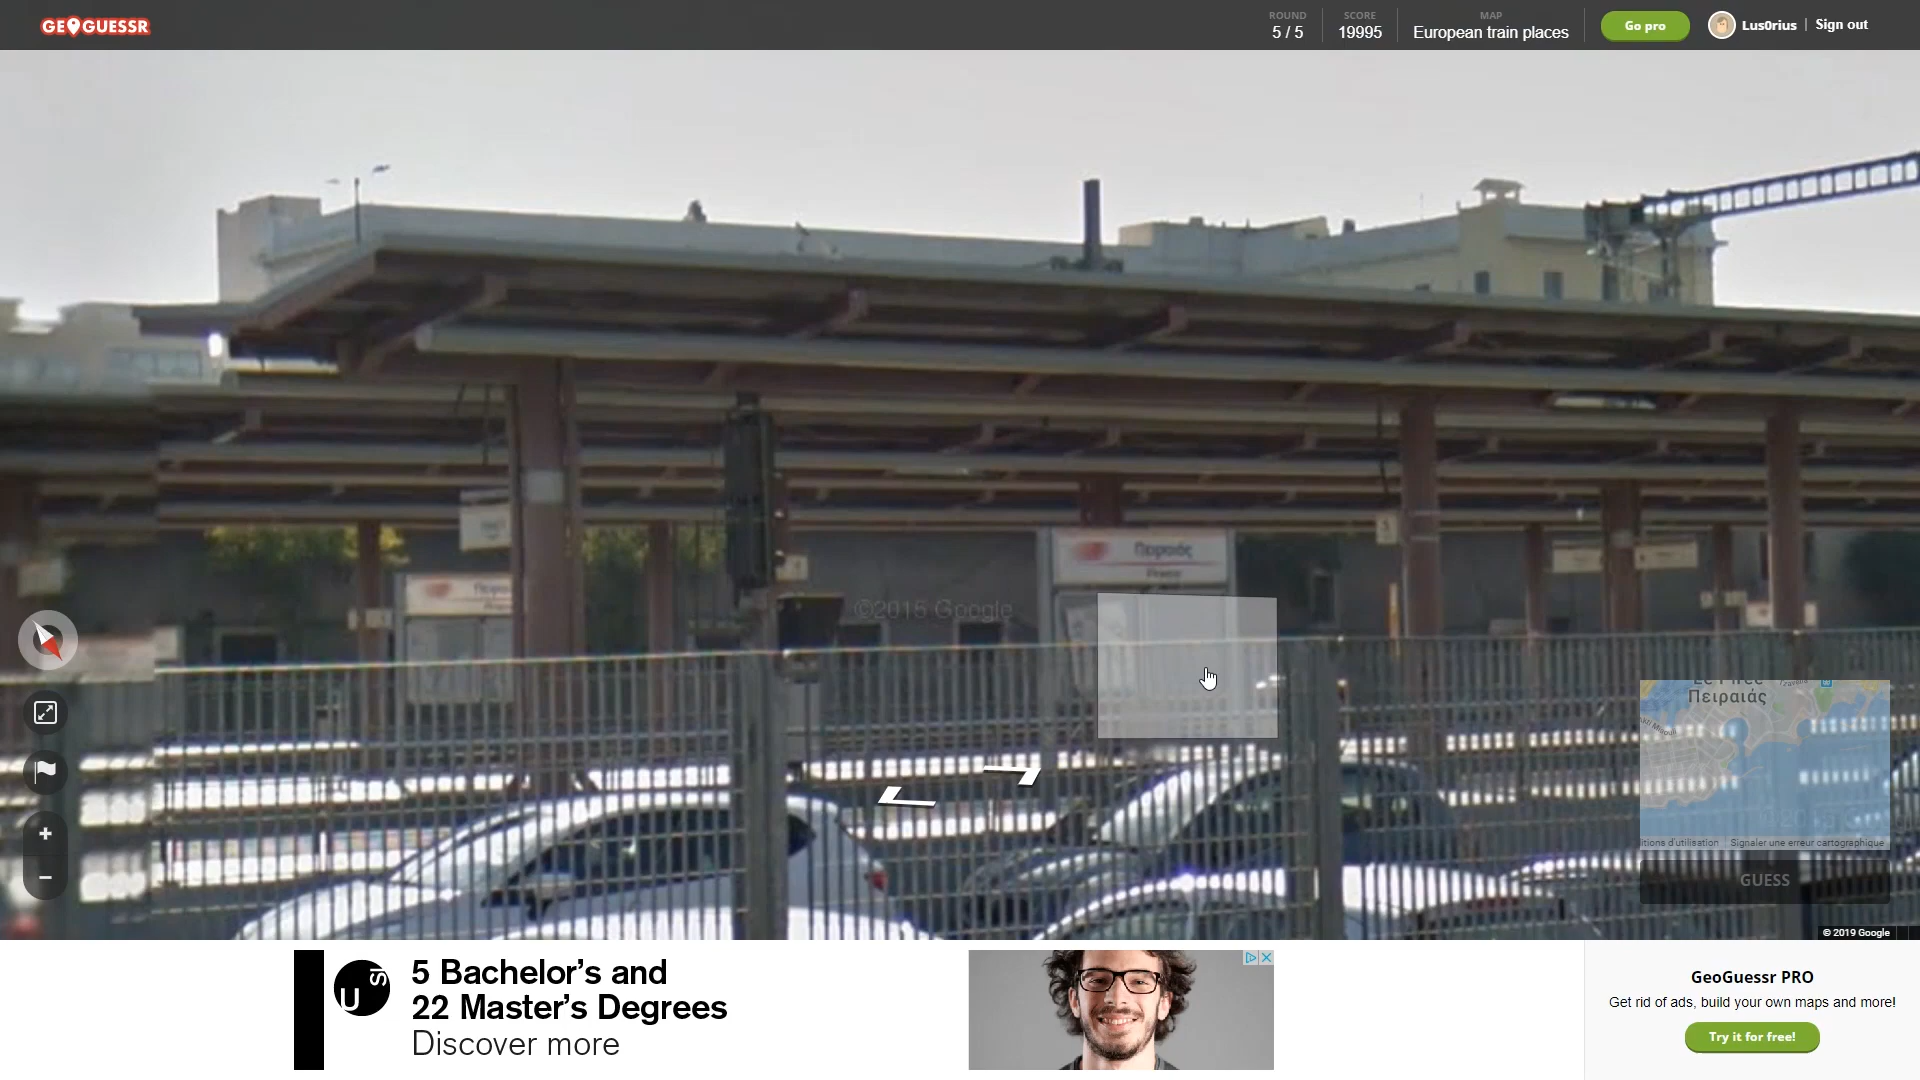 GEOGUESSR
ROUND
5 / 5
SCORE
19995
MAP
European train places
Go pro
Lus0rius
Sign out
Πειραιάς
©2015 Google
Πειραιάς
Signaler une erreur cartographique
GUESS
© 2019 Google
US
5 Bachelor's and
22 Master's Degrees
Discover more
GeoGuessr PRO
Get rid of ads, build your own maps and more!
Try it for free!